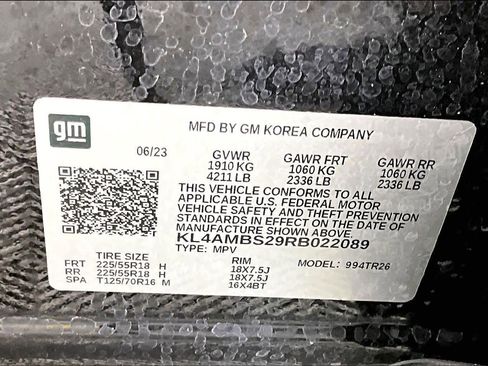 gm
MFD BY GM KOREA COMPANY
06/23 GVWR GAWR FRT GAWR RR
1910 KG 1060 KG 1060 KG
4211 LB 2336 LB 2336 LB
THIS VEHICLE CONFORMS TO ALL
APPLICABLE U.S. FEDERAL MOTOR
VEHICLE SAFETY AND THEFT PREVENTION
STANDARDS IN EFFECT ON THE DATE OF
MANUFACTURE SHOWN ABOVE.
KL4AMBS29RB022089
TYPE: MPV MODEL: 994TR26
TIRE SIZE RIM
FRT 225/55R18 H 18X7.5J
RR 225/55R18 H 18X7.5J
SPA T125/70R16 M 16X4BT